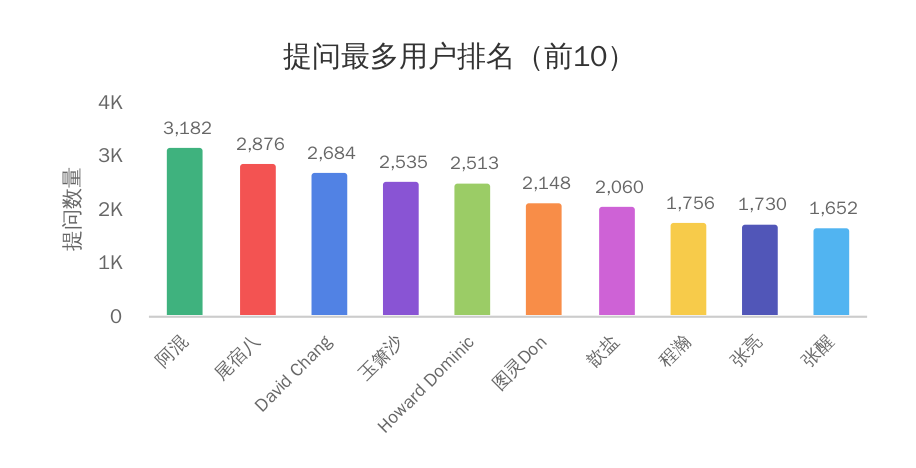 提问最多用户排名（前10）
提问数量
4K
3K
2K
1K
0
3,182
2,876
2,684
2,535
2,513
2,148
2,060
1,756
1,730
1,652
阿混
尾宿八
David Chang
玉箫沙
Howard Dominic
图灵Don
歆盐
程瀚
张亮
张醒